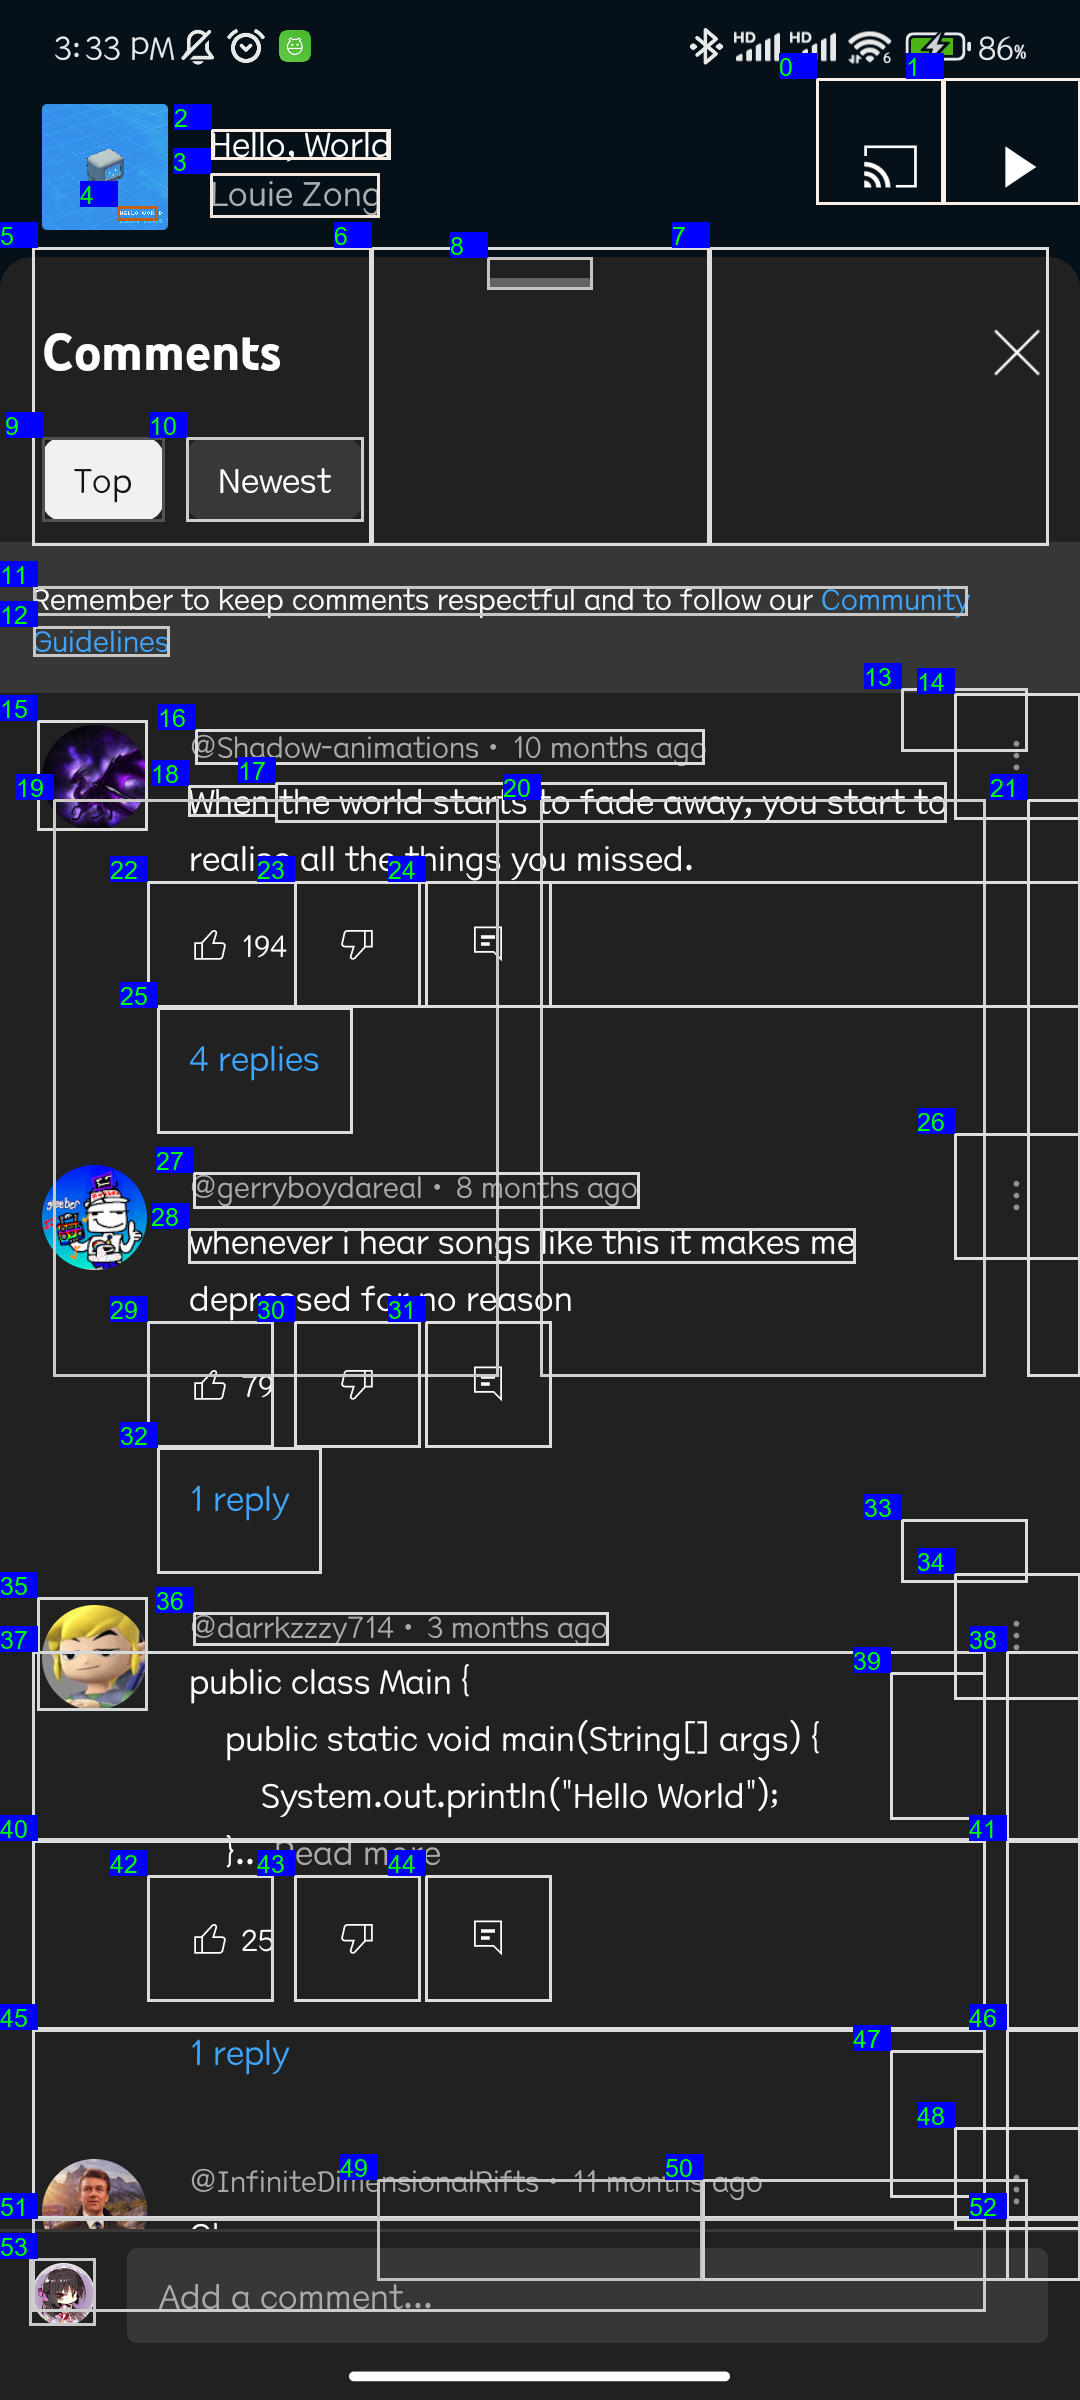 3:33 PM
HD HD 6 86%
0 1
2 Hello, World
3 Louie Zong
4
HELLO WORLD
5 6 8 7
Comments
9 10
Top Newest
11
Remember to keep comments respectful and to follow our Community
12
Guidelines
13 14
15 16
@Shadow-animations • 10 months ago
18 17
When the world starts to fade away, you start to
19 20 21
realise all the things you missed.
22 23 24
194
25
4 replies
26
27
@gerryboydareal • 8 months ago
28
whenever i hear songs like this it makes me
depressed for no reason
29 30 31
79
32
1 reply
33
34
35 36
@darrkzzzy714 • 3 months ago
37 38
39
public class Main {
public static void main(String[] args) {
System.out.println("Hello World");
40 41
}... Read more
42 43 44
25
45 46
1 reply
47
48
49 50
@InfiniteDimensionalRifts • 11 months ago
51 52
53
Add a comment...